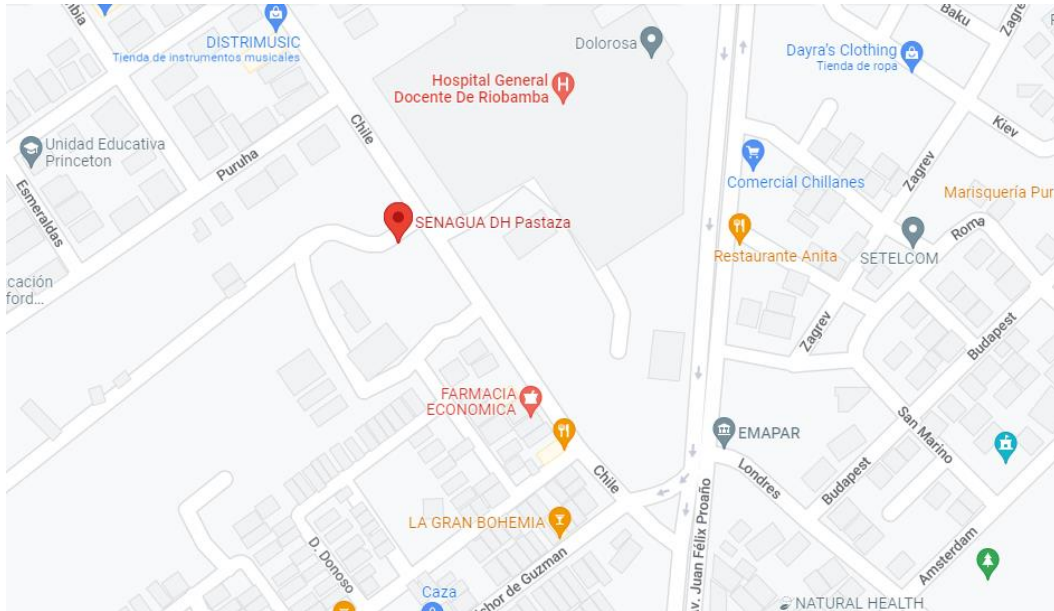 bia
DISTRIMUSIC
Tienda de instrumentos musicales
Dolorosa
Hospital General
Docente De Riobamba
Baku
Zagre
Dayra's Clothing
Tienda de ropa
Kiev
Chile
Unidad Educativa
Princeton
Puruha
Esmeraldas
Comercial Chillanes
Zagrev
Marisquería Pur
SENAGUA DH Pastaza
Roma
Restaurante Anita
SETELCOM
cación
ford...
Zagrev
Budapest
FARMACIA
ECONOMICA
San Marino
EMAPAR
Chile
Londres
Budapest
LA GRAN BOHEMIA
Amsterdam
D. Donoso
v. Juan Félix Proaño
chor de Guzman
Caza
NATURAL HEALTH